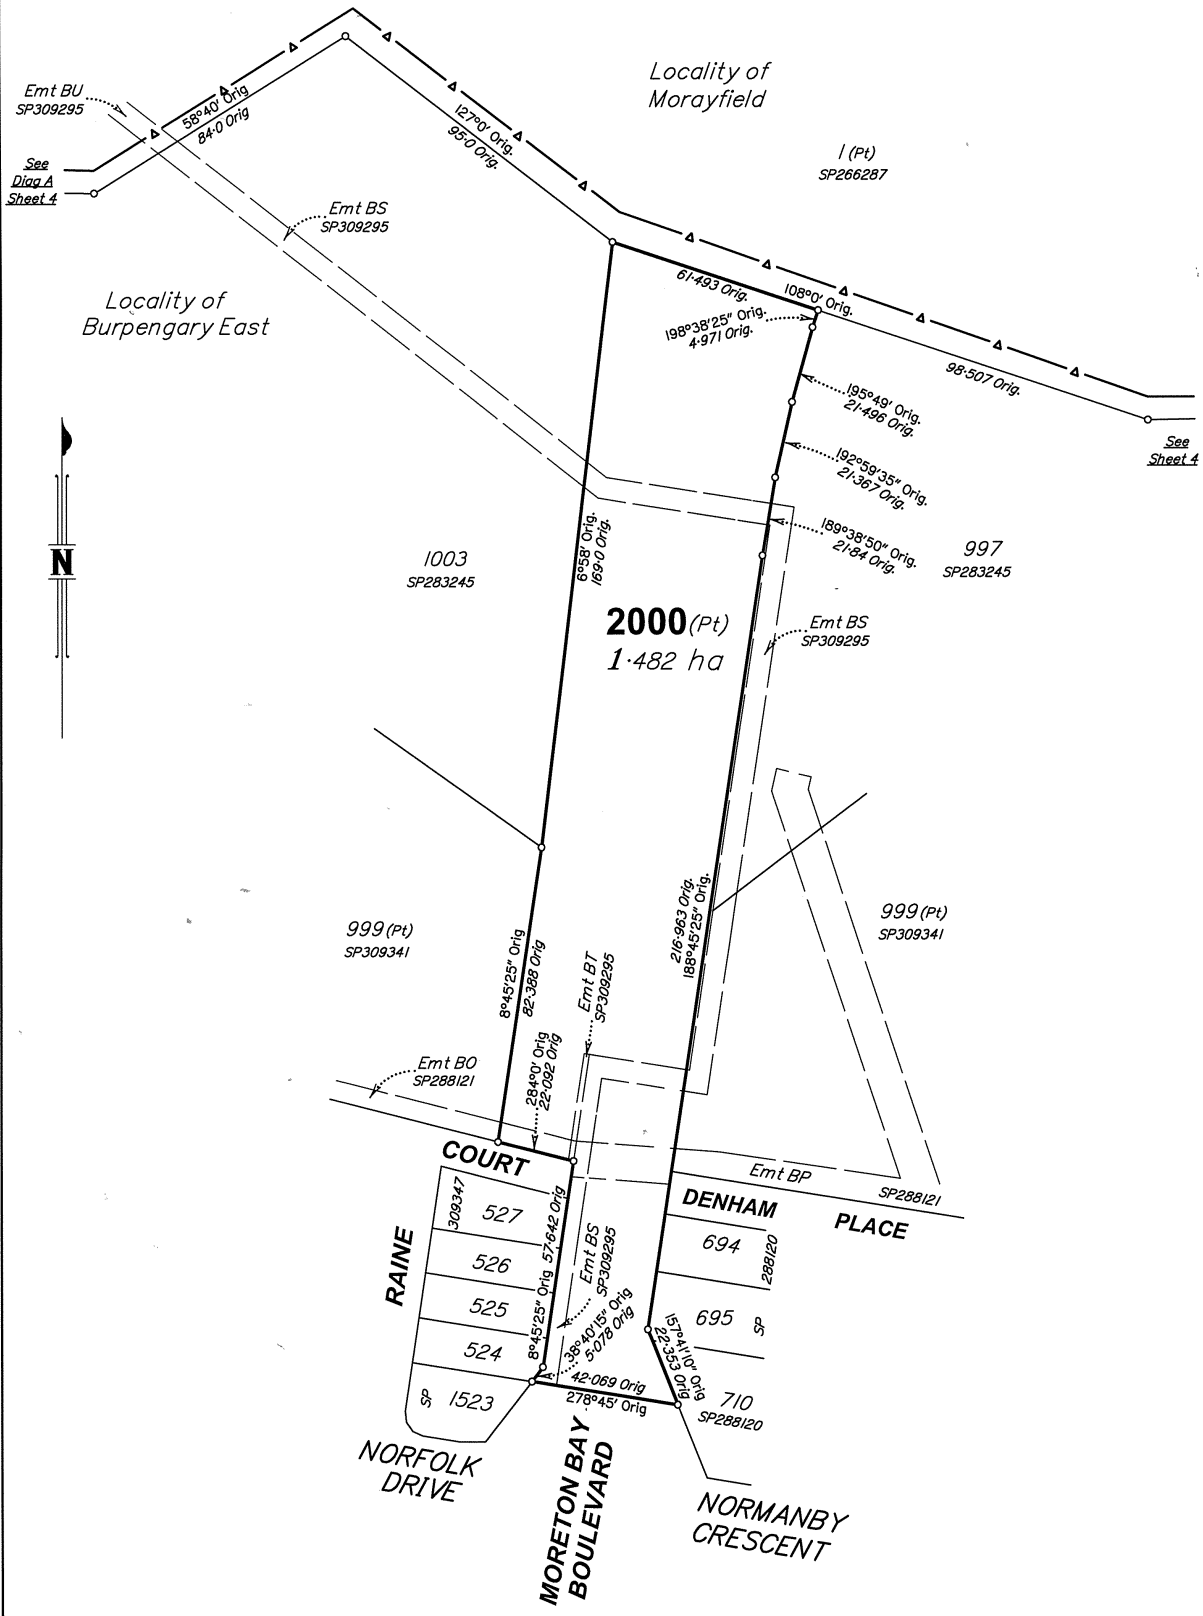 Locality of
Morayfield
Emt BU
SP309295
58°40' Orig
84·0 Orig
127°0' Orig.
95·0 Orig.
1 (Pt)
SP266287
See
Diag A
Sheet 4
Emt BS
SP309295
61·493 Orig.
108°0' Orig.
Locality of
Burpengary East
198°38'25" Orig.
4·971 Orig.
98·507 Orig.
195°49' Orig.
21·496 Orig.
See
Sheet 4
192°59'35" Orig.
21·367 Orig.
189°38'50" Orig.
21·84 Orig.
N
6°58' Orig.
169·0 Orig.
1003
SP283245
997
SP283245
2000 (Pt)
1·482 ha
Emt BS
SP309295
216·963 Orig.
188°45'25" Orig.
999 (Pt)
SP309341
999 (Pt)
SP309341
8°45'25" Orig
82·388 Orig
Emt BT
SP309295
284°0' Orig
22·092 Orig
Emt BO
SP288121
COURT
Emt BP
SP288121
DENHAM PLACE
RAINE
309347
527
526
525
524
SP
1523
8°45'25" Orig 57·642 Orig
Emt BS
SP309295
38°40'15" Orig
5·078 Orig
694
288120
695
SP
157°41'10" Orig
22·353 Orig
710
SP288120
42·069 Orig
278°45' Orig
NORFOLK
DRIVE
MORETON BAY
BOULEVARD
NORMANBY
CRESCENT